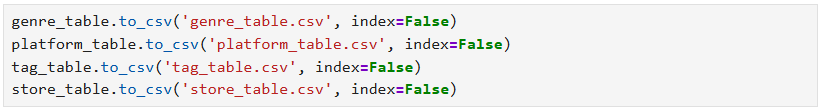 genre_table.to_csv('genre_table.csv', index=False)
platform_table.to_csv('platform_table.csv', index=False)
tag_table.to_csv('tag_table.csv', index=False)
store_table.to_csv('store_table.csv', index=False)